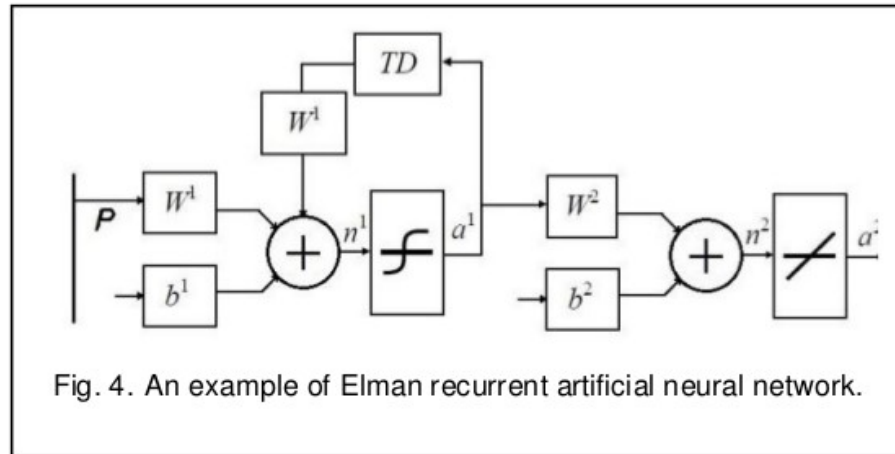 TD
W¹
W¹
P
b¹
n¹
a¹
W²
b²
n²
a²
Fig. 4. An example of Elman recurrent artificial neural network.